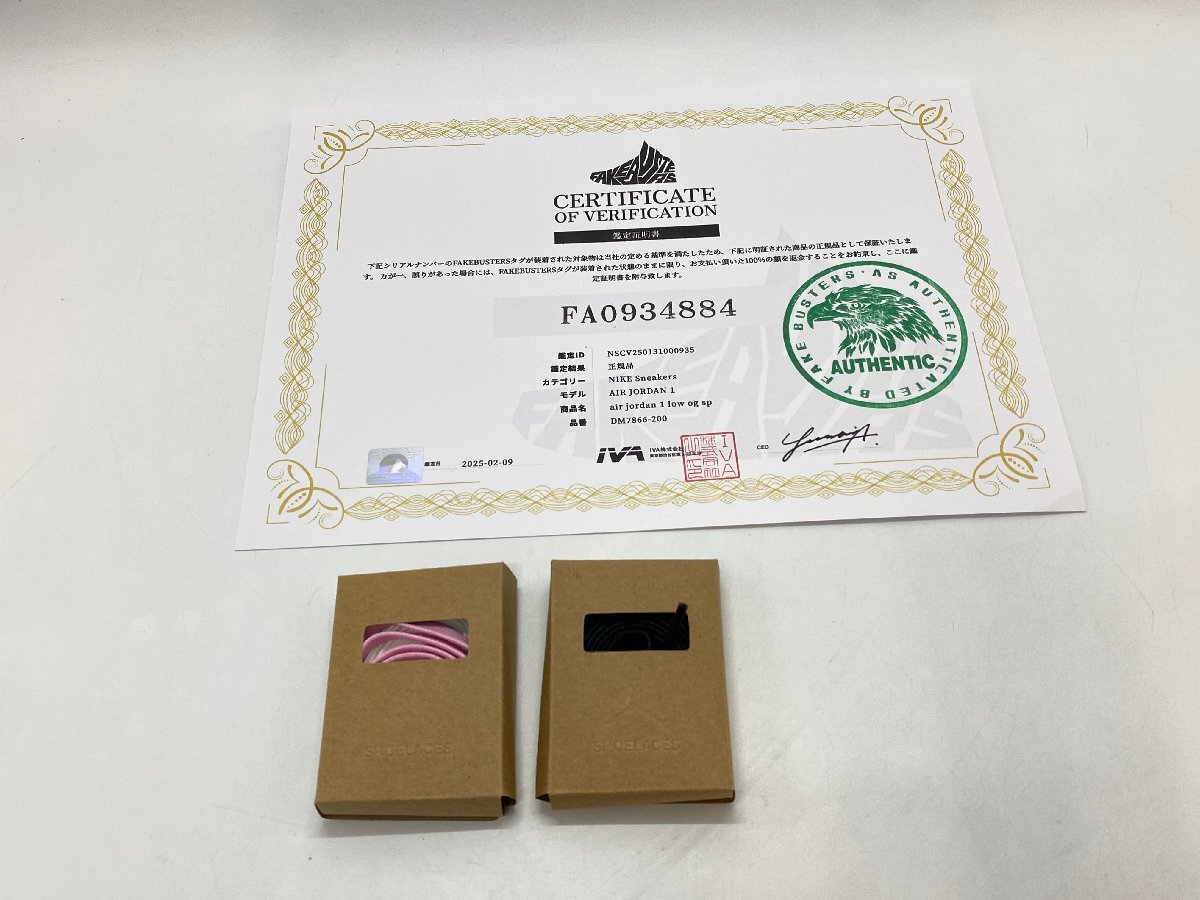 FAKEBUSTERS
CERTIFICATE
OF VERIFICATION
鑑定証明書
下記シリアルナンバーのFAKEBUSTERSタグが装着された対象物は当社の定める基準を満たしたため、下記に明証された商品の正規品として保証いたしま
す。万が一、誤りがあった場合には、FAKEBUSTERSタグが装着された状態のままに限り、お支払い頂いた100%の額を返金することをお約束し、ここに鑑
定証明書を附与致します。
FA0934884
鑑定ID NSCV250131000935
鑑定結果 正規品
カテゴリー NIKE Sneakers
モデル AIR JORDAN 1
商品名 air jordan 1 low og sp
品番 DM7866-200
鑑定日 2025-02-09
IVA IVA株式会社
IVA
CEO
AUTHENTICATED BY FAKE BUSTERS・AS AUTHENTIC
AUTHENTIC
SHOELACES
SHOELACES